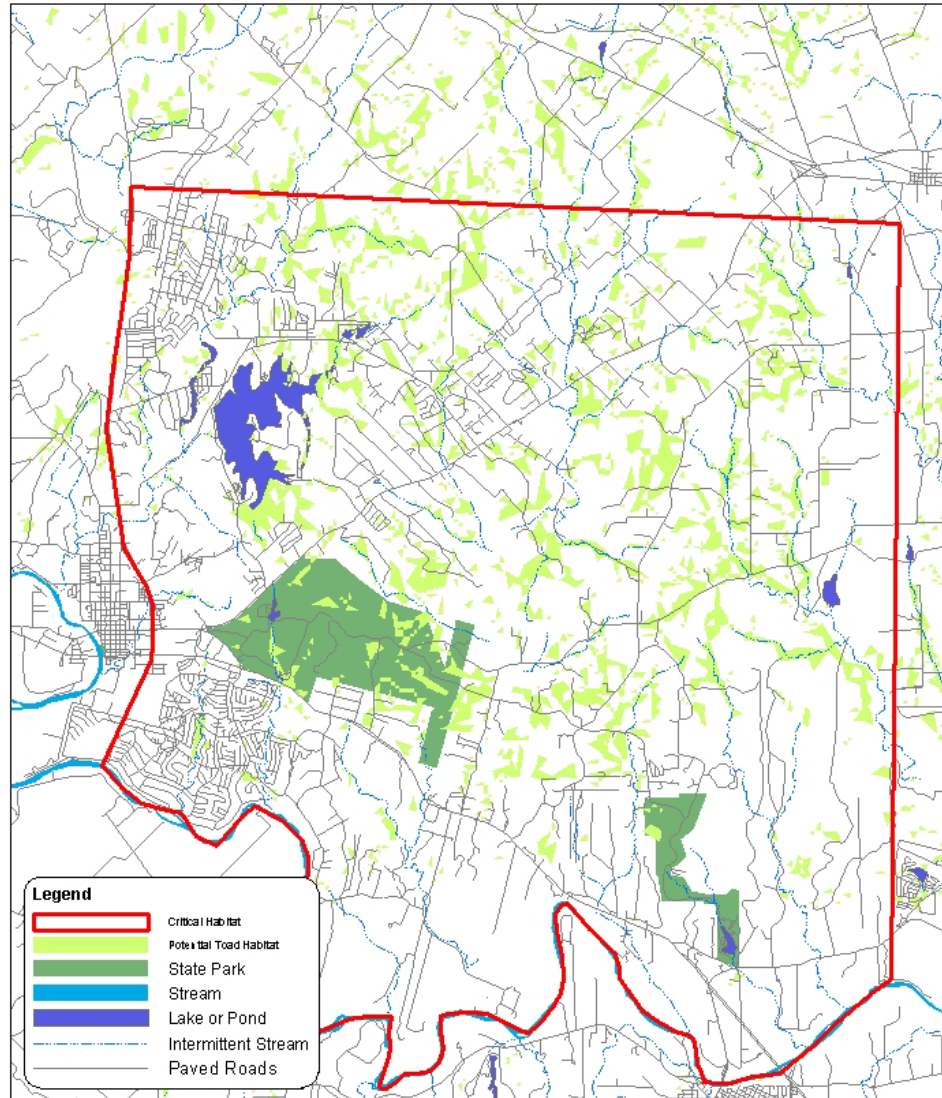 Legend
Critical Habitat
Potential Toad Habitat
State Park
Stream
Lake or Pond
Intermittent Stream
Paved Roads